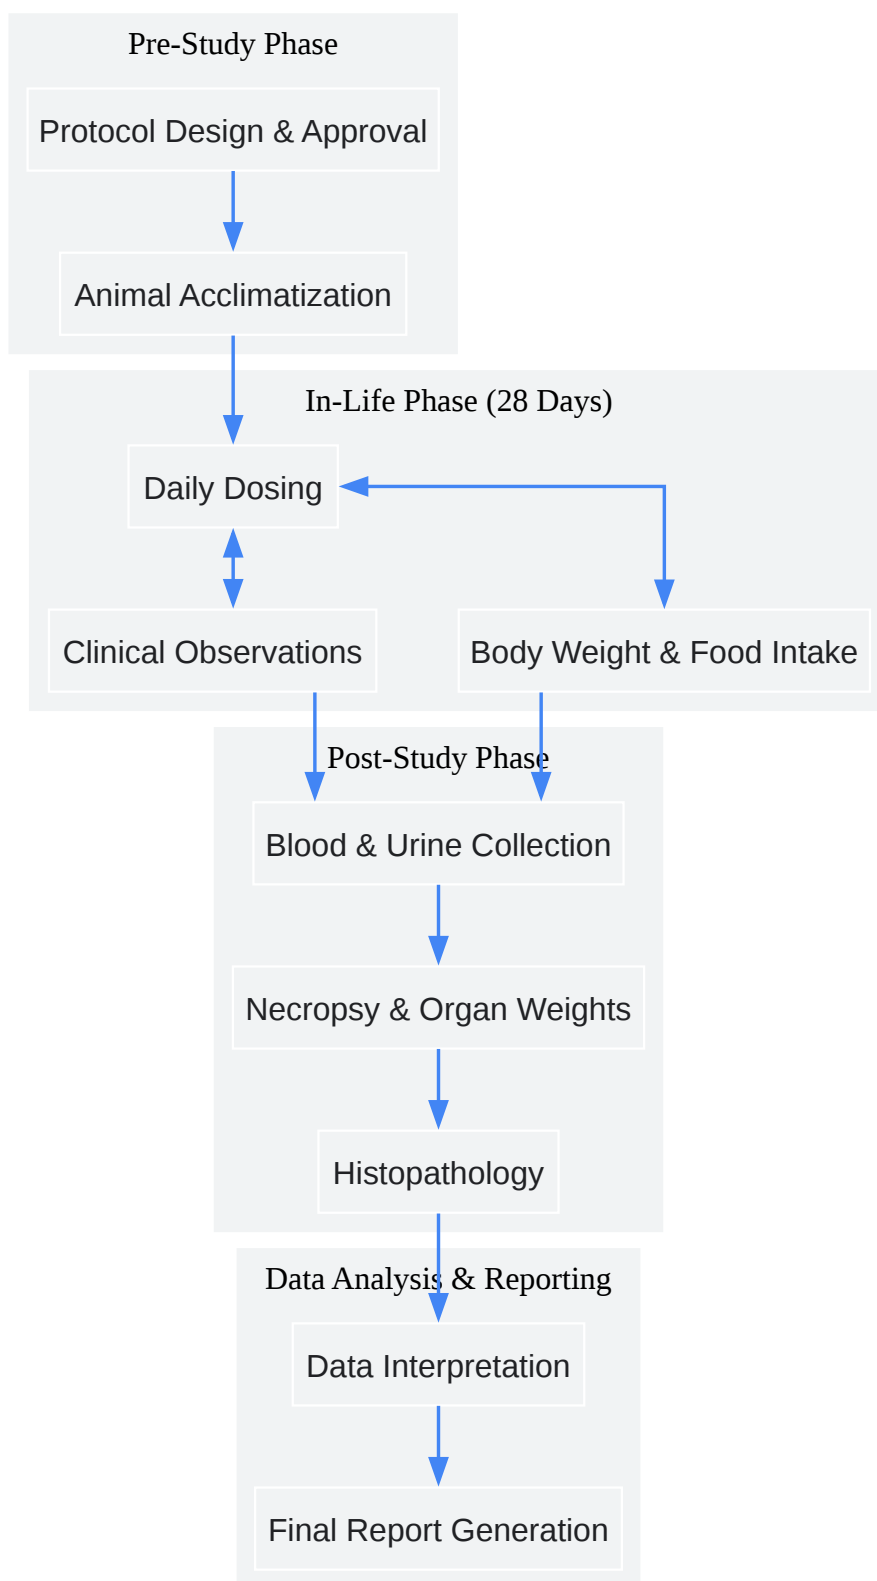 Pre-Study Phase
Protocol Design & Approval
Animal Acclimatization
In-Life Phase (28 Days)
Daily Dosing
Clinical Observations
Body Weight & Food Intake
Post-Study Phase
Blood & Urine Collection
Necropsy & Organ Weights
Histopathology
Data Analysis & Reporting
Data Interpretation
Final Report Generation